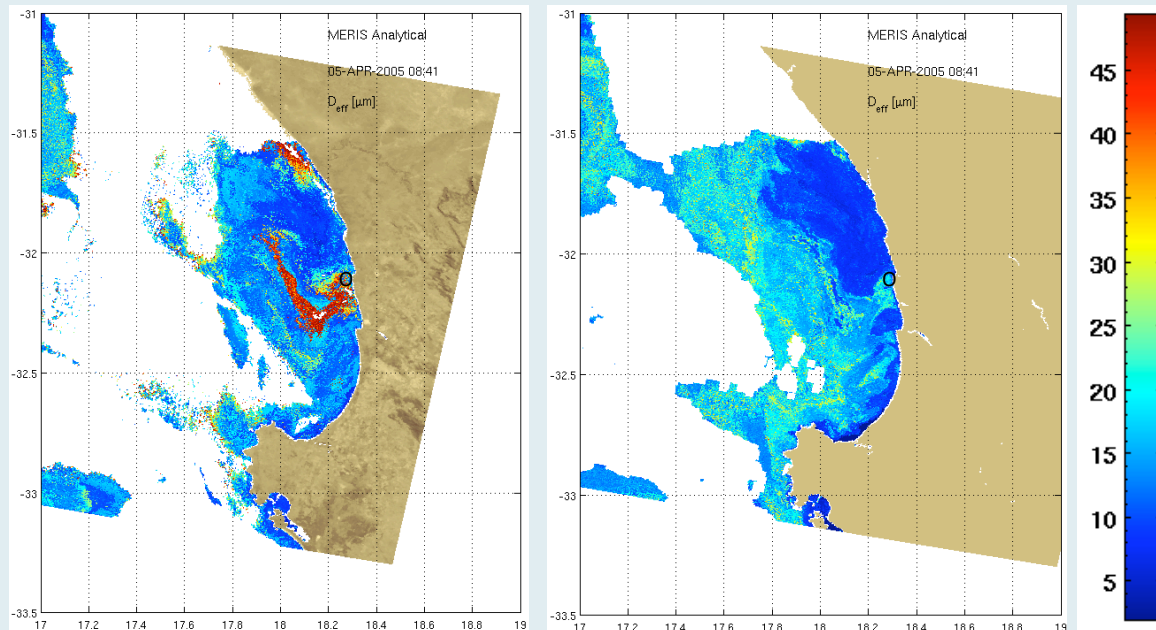 -31
-31.5
-32
-32.5
-33
-33.5
17 17.2 17.4 17.6 17.8 18 18.2 18.4 18.6 18.8 19
MERIS Analytical
05-APR-2005 08:41
D_eff [µm]
O
-31
-31.5
-32
-32.5
-33
-33.5
17 17.2 17.4 17.6 17.8 18 18.2 18.4 18.6 18.8 19
MERIS Analytical
05-APR-2005 08:41
D_eff [µm]
O
45
40
35
30
25
20
15
10
5